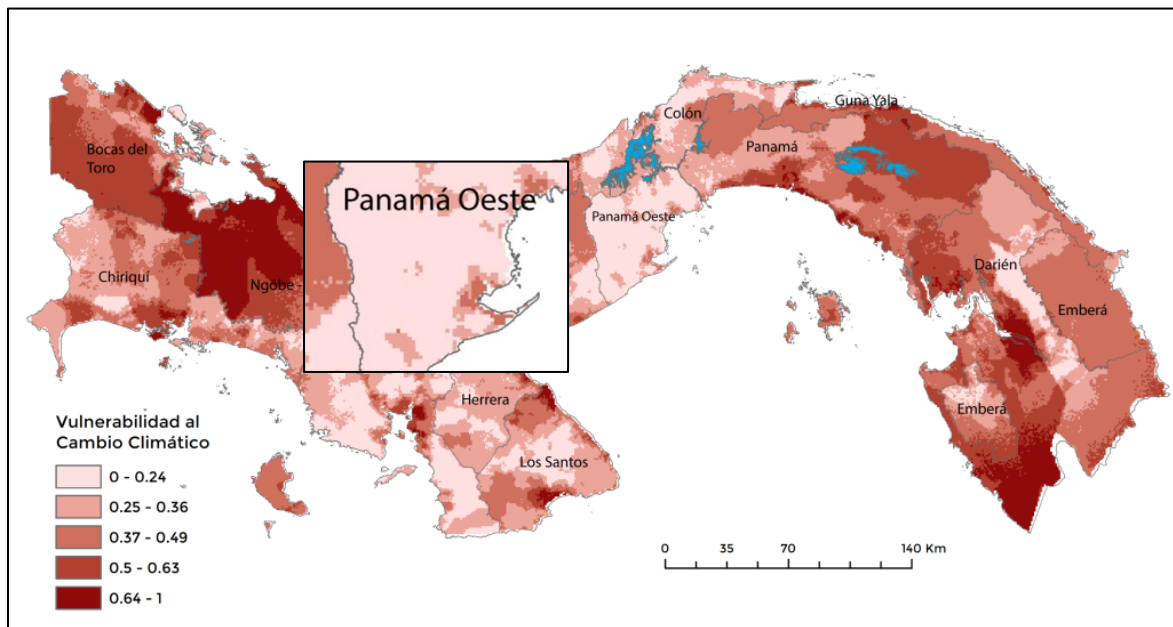 Bocas del
Toro
Chiriquí
Ngöbe -
Panamá Oeste
Colón
Guna Yala
Panamá
Panamá Oeste
Darién
Emberá
Emberá
Herrera
Los Santos
Vulnerabilidad al
Cambio Climático
0 - 0.24
0.25 - 0.36
0.37 - 0.49
0.5 - 0.63
0.64 - 1
0 35 70 140 Km